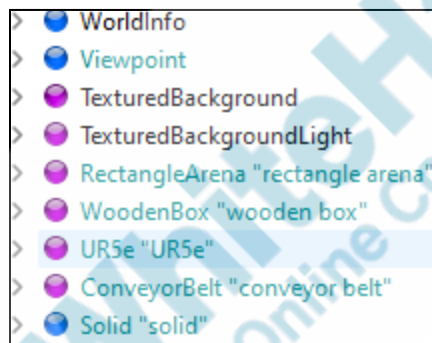 WorldInfo
Viewpoint
TexturedBackground
TexturedBackgroundLight
RectangleArena "rectangle arena"
WoodenBox "wooden box"
UR5e "UR5e"
ConveyorBelt "conveyor belt"
Solid "solid"